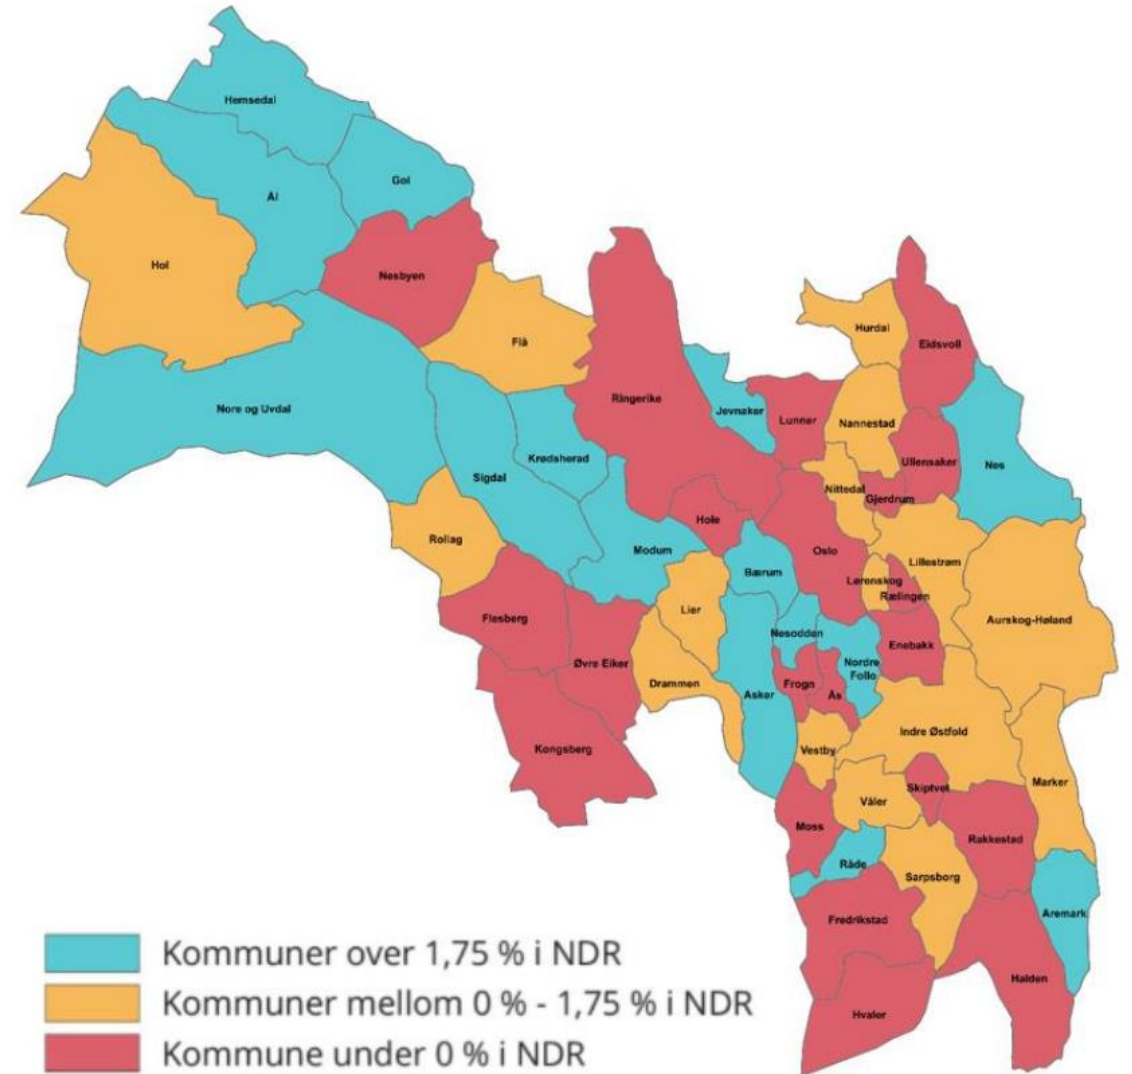 Hemsedal
Gol
Ål
Hol
Nesbyen
Flå
Hurdal
Eidsvoll
Ringerike
Nore og Uvdal
Jevnaker
Lunner
Nannestad
Krødsherad
Ullensaker
Nes
Sigdal
Nittedal
Gjerdrum
Hole
Rollag
Modum
Oslo
Bærum
Lillestrøm
Lørenskog
Rælingen
Lier
Flesberg
Aurskog-Høland
Nesodden
Enebakk
Øvre Eiker
Nordre
Follo
Drammen
Frogn
Ås
Asker
Indre Østfold
Kongsberg
Vestby
Marker
Skiptvet
Våler
Moss
Rakkestad
Råde
Sarpsborg
Aremark
Fredrikstad
Halden
Hvaler
Kommuner over 1,75 % i NDR
Kommuner mellom 0 % - 1,75 % i NDR
Kommune under 0 % i NDR